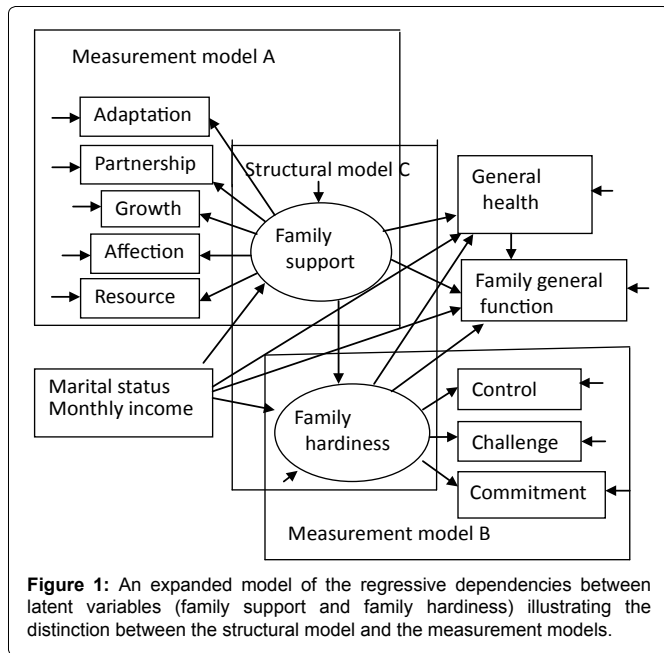 Measurement model A
Adaptation
Partnership
Growth
Affection
Resource
Structural model C
Family
support
General
health
Family general
function
Marital status
Monthly income
Family
hardiness
Control
Challenge
Commitment
Measurement model B
Figure 1: An expanded model of the regressive dependencies between
latent variables (family support and family hardiness) illustrating the
distinction between the structural model and the measurement models.